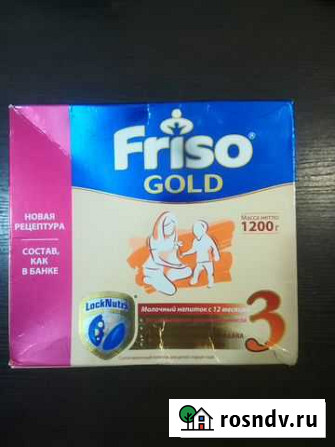 Friso®
GOLD
НОВАЯ
РЕЦЕПТУРА
СОСТАВ, КАК
В БАНКЕ
Масса нетто:
1200 г
LockNutri
Молочный напиток с 12 месяцев
3
rosndv.ru